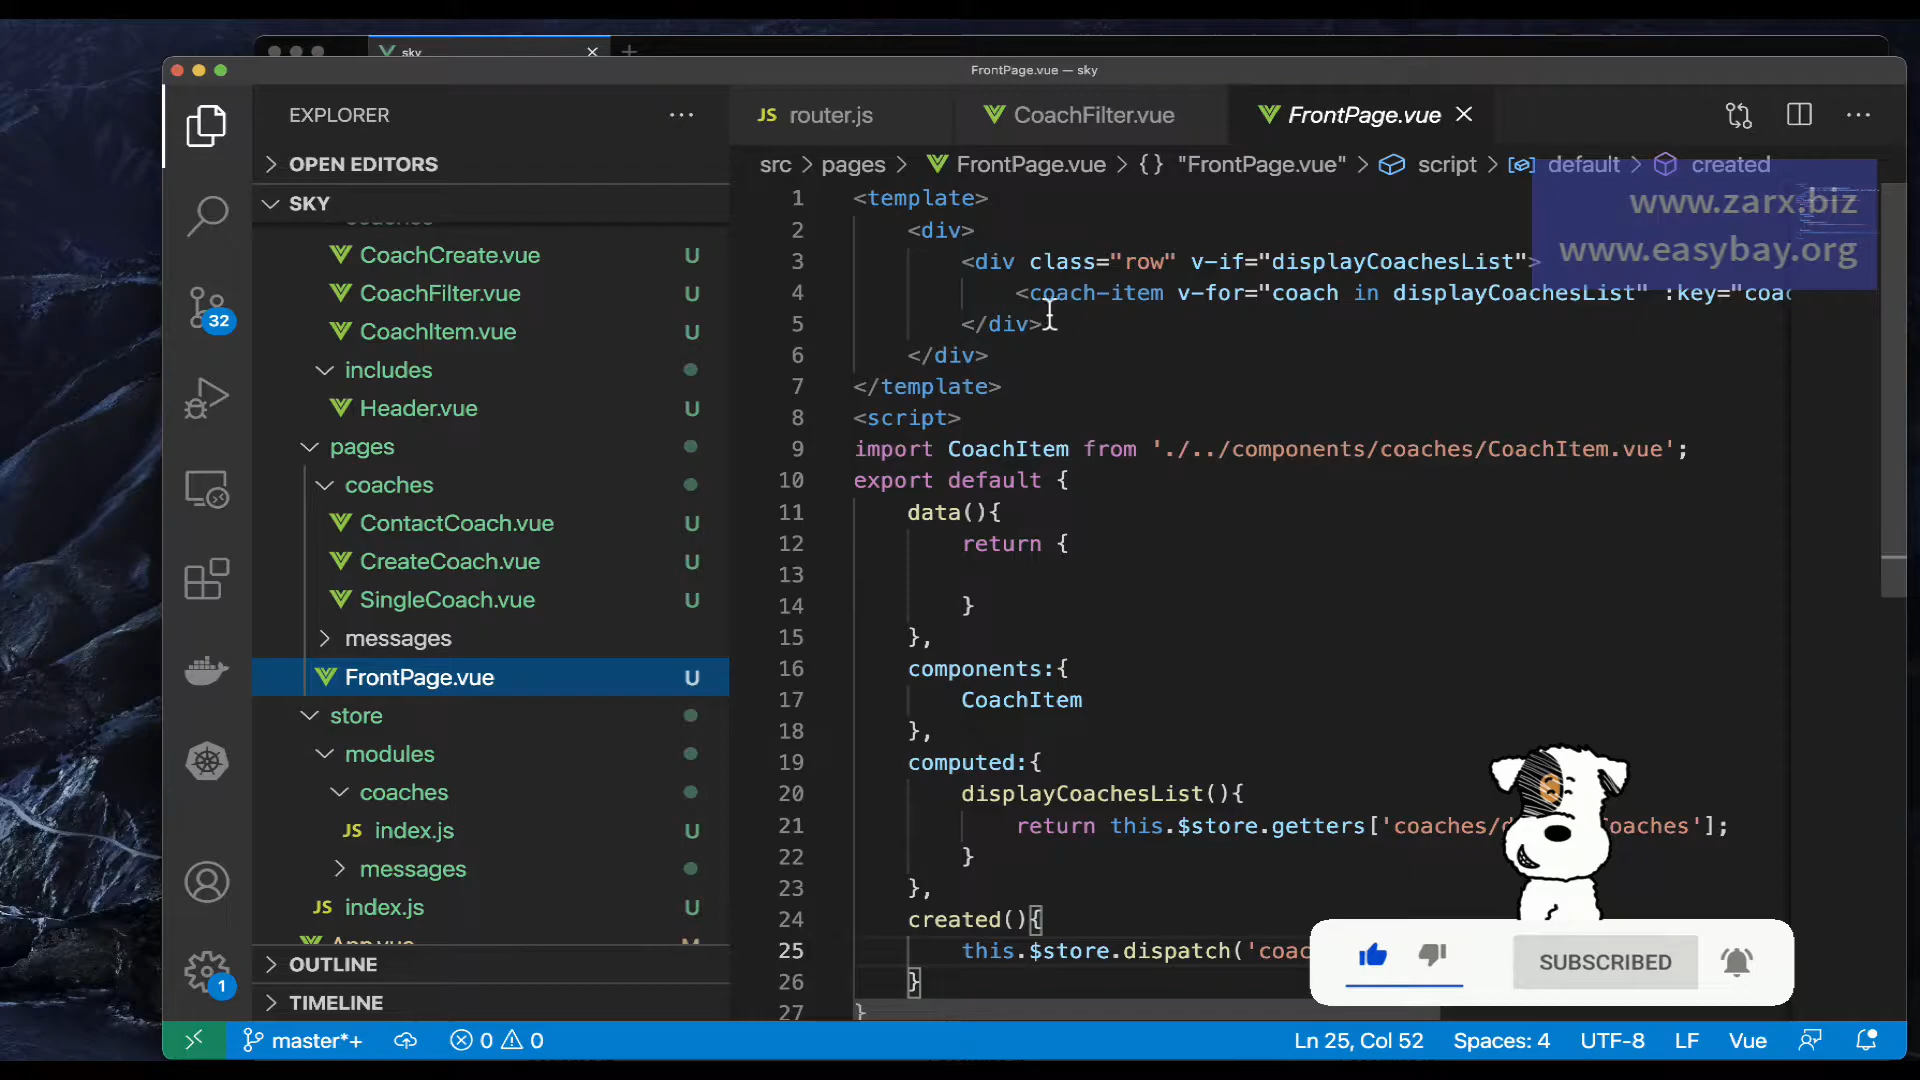 sky
FrontPage.vue — sky
EXPLORER
OPEN EDITORS
SKY
CoachCreate.vue U
CoachFilter.vue U
CoachItem.vue U
includes
Header.vue U
pages
coaches
ContactCoach.vue U
CreateCoach.vue U
SingleCoach.vue U
messages
FrontPage.vue U
store
modules
coaches
JS index.js U
messages
JS index.js U
App.vue M
OUTLINE
TIMELINE
32
1
JS router.js
CoachFilter.vue
FrontPage.vue
src > pages > FrontPage.vue > {} "FrontPage.vue" > script > default > created
www.zarx.biz
www.easybay.org
1 <template>
2 <div>
3 <div class="row" v-if="displayCoachesList">
4 <coach-item v-for="coach in displayCoachesList" :key="coac
5 </div>
6 </div>
7 </template>
8 <script>
9 import CoachItem from './../components/coaches/CoachItem.vue';
10 export default {
11 data(){
12 return {
13
14 }
15 },
16 components:{
17 CoachItem
18 },
19 computed:{
20 displayCoachesList(){
21 return this.$store.getters['coaches/d oaches'];
22 }
23 },
24 created(){
25 this.$store.dispatch('coac
26 }
27 }
SUBSCRIBED
master*+
0 0
Ln 25, Col 52
Spaces: 4
UTF-8
LF
Vue